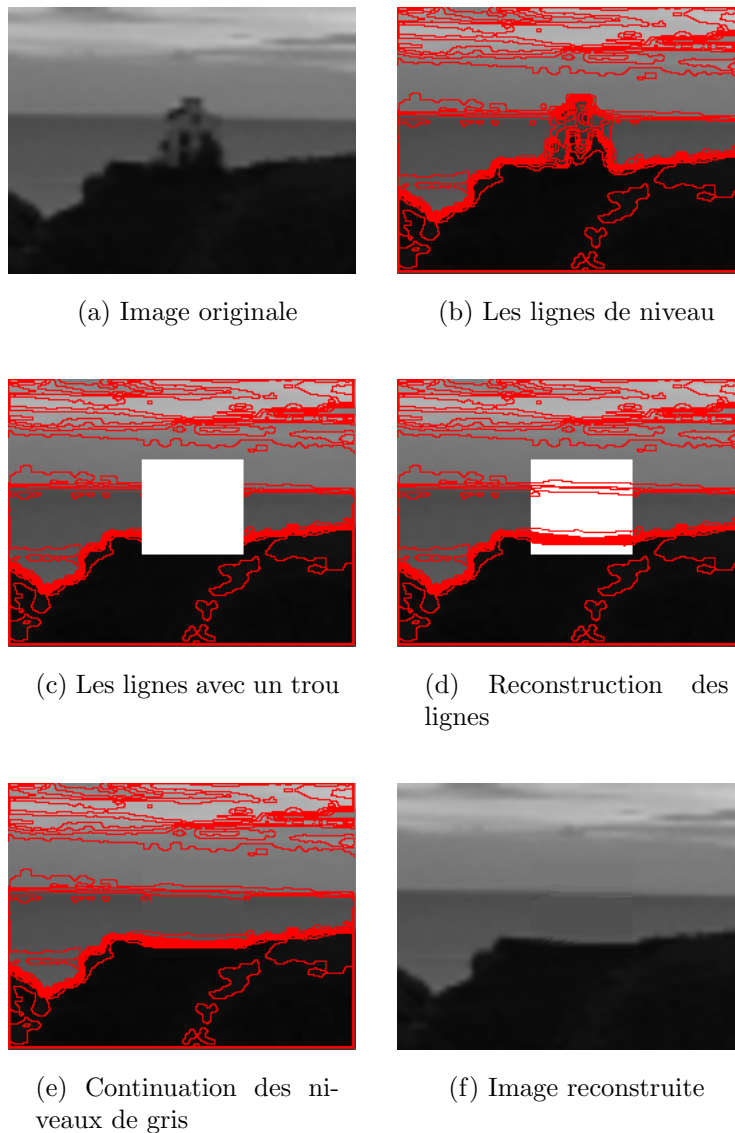 (a) Image originale
(b) Les lignes de niveau
(c) Les lignes avec un trou
(d) Reconstruction des
lignes
(e) Continuation des ni-
veaux de gris
(f) Image reconstruite